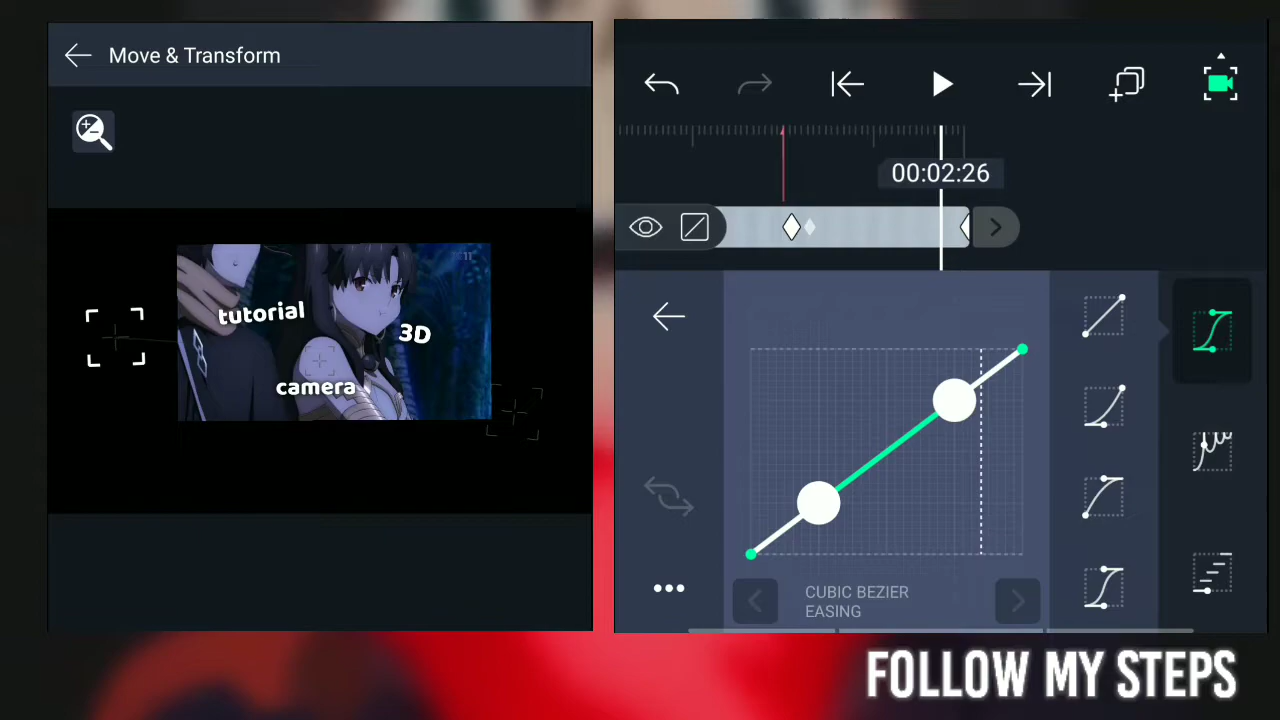 Move & Transform
tutorial
3D
camera
00:02:26
CUBIC BEZIER
EASING
FOLLOW MY STEPS